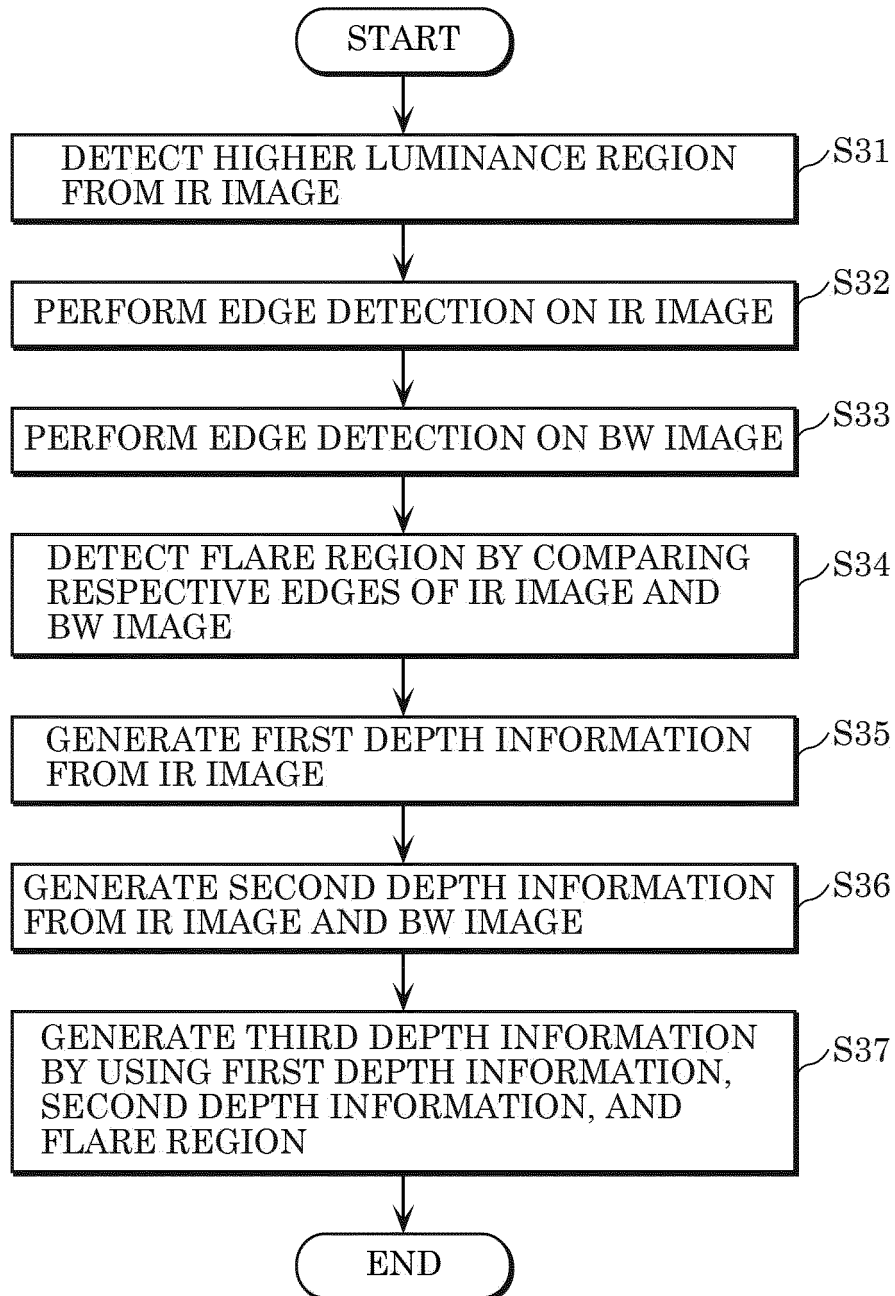 START
DETECT HIGHER LUMINANCE REGION
FROM IR IMAGE
S31
PERFORM EDGE DETECTION ON IR IMAGE
S32
PERFORM EDGE DETECTION ON BW IMAGE
S33
DETECT FLARE REGION BY COMPARING
RESPECTIVE EDGES OF IR IMAGE AND
BW IMAGE
S34
GENERATE FIRST DEPTH INFORMATION
FROM IR IMAGE
S35
GENERATE SECOND DEPTH INFORMATION
FROM IR IMAGE AND BW IMAGE
S36
GENERATE THIRD DEPTH INFORMATION
BY USING FIRST DEPTH INFORMATION,
SECOND DEPTH INFORMATION, AND
FLARE REGION
S37
END